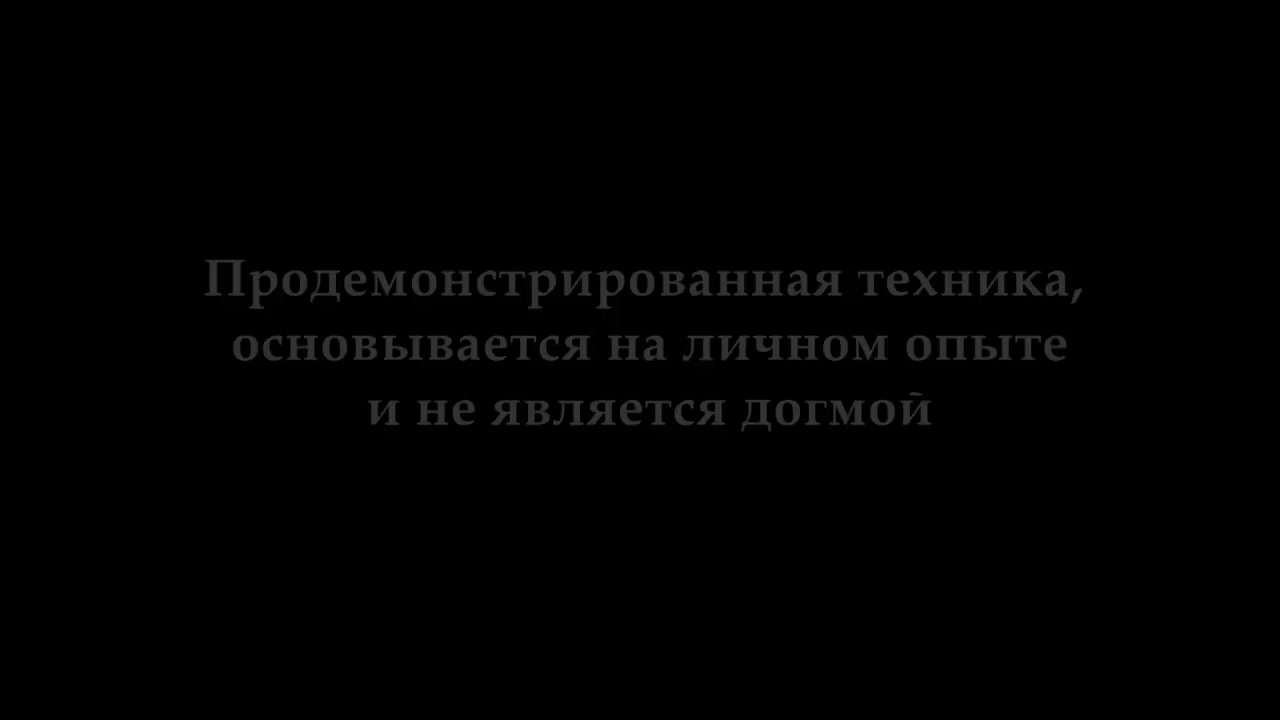 Продемонстрированная техника,
основывается на личном опыте
и не является догмой